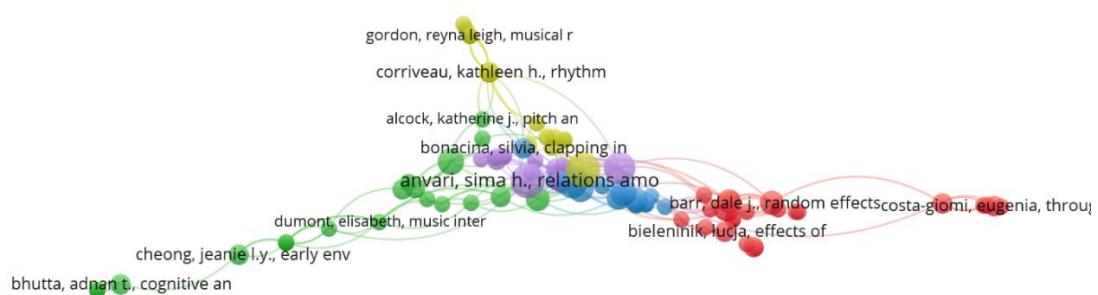 gordon, reyna leigh, musical r
corriveau, kathleen h., rhythm
alcock, katherine j., pitch an
bonacina, silvia, clapping in
anvari, sima h., relations amo
barr, dale j., random effects
costa-giomi, eugenia, throug
dumont, elisabeth, music inter
bieleninik, lucja, effects of
cheong, jeanie l.y., early env
bhutta, adnan t., cognitive an